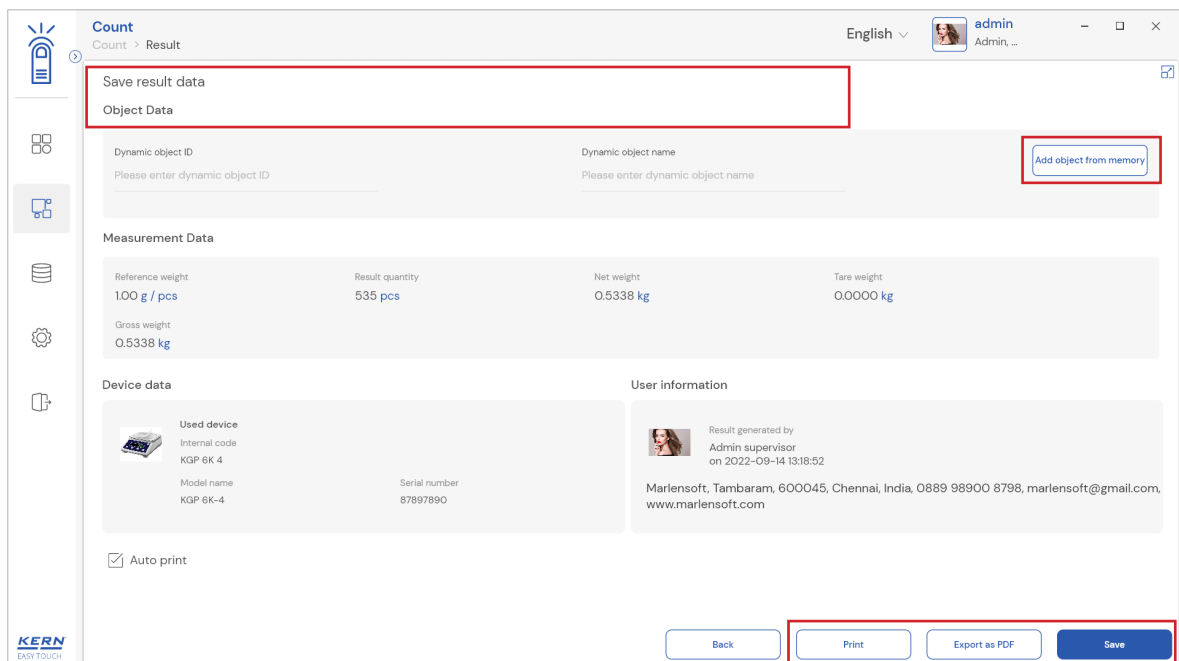 Count
Count > Result
English
admin
Admin, ...
Save result data
Object Data
Dynamic object ID
Please enter dynamic object ID
Dynamic object name
Please enter dynamic object name
Add object from memory
Measurement Data
Reference weight
1.00 g / pcs
Result quantity
535 pcs
Net weight
0.5338 kg
Tare weight
0.0000 kg
Gross weight
0.5338 kg
Device data
Used device
Internal code
KGP 6K 4
Model name
KGP 6K-4
Serial number
87897890
User information
Result generated by
Admin supervisor
on 2022-09-14 13:18:52
Marlensoft, Tambaram, 600045, Chennai, India, 0889 98900 8798, marlensoft@gmail.com,
www.marlensoft.com
Auto print
KERN
EASY TOUCH
Back
Print
Export as PDF
Save